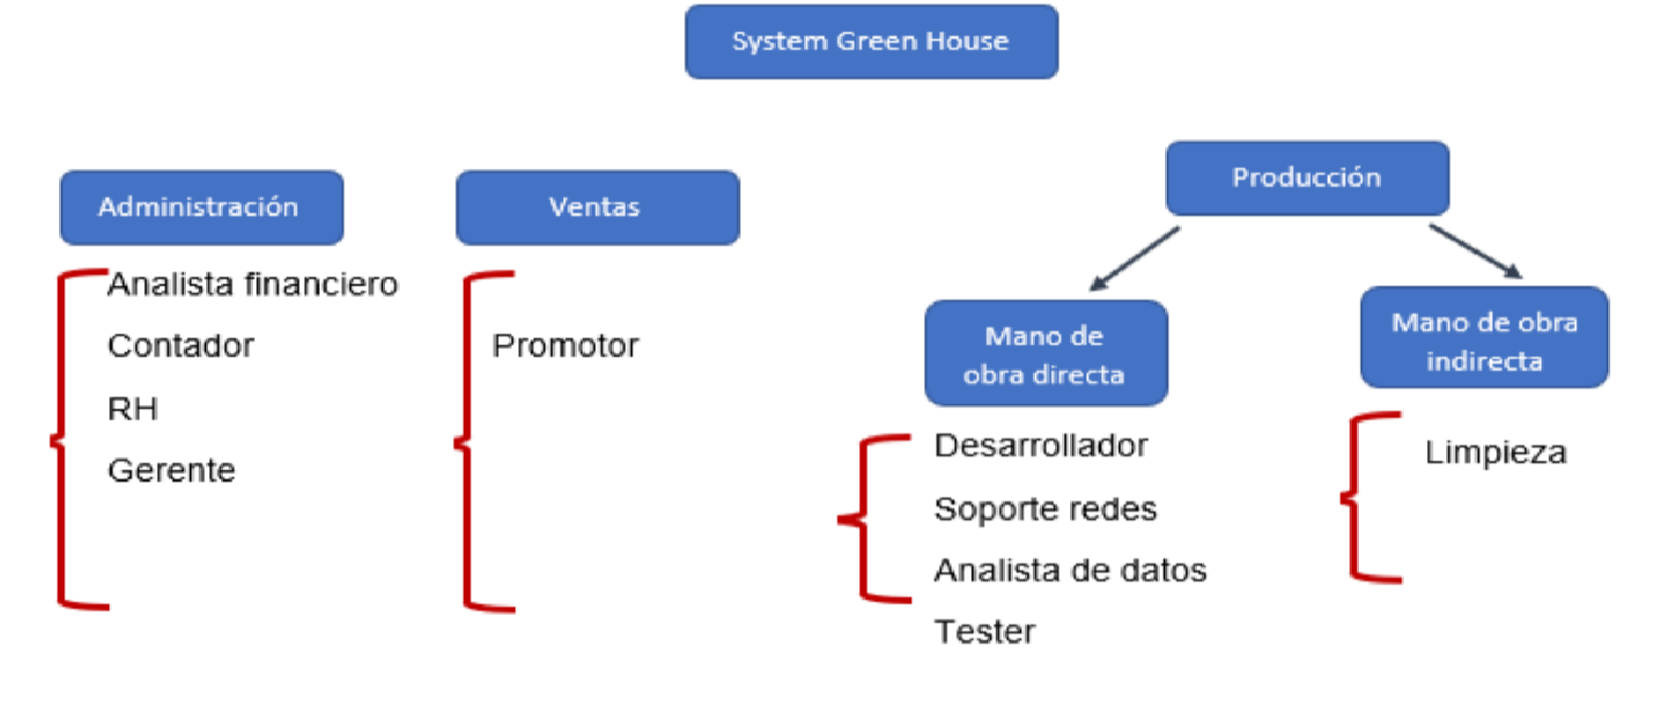 System Green House
Administración
Analista financiero
Contador
RH
Gerente
Ventas
Promotor
Producción
Mano de
obra directa
Desarrollador
Soporte redes
Analista de datos
Tester
Mano de obra
indirecta
Limpieza